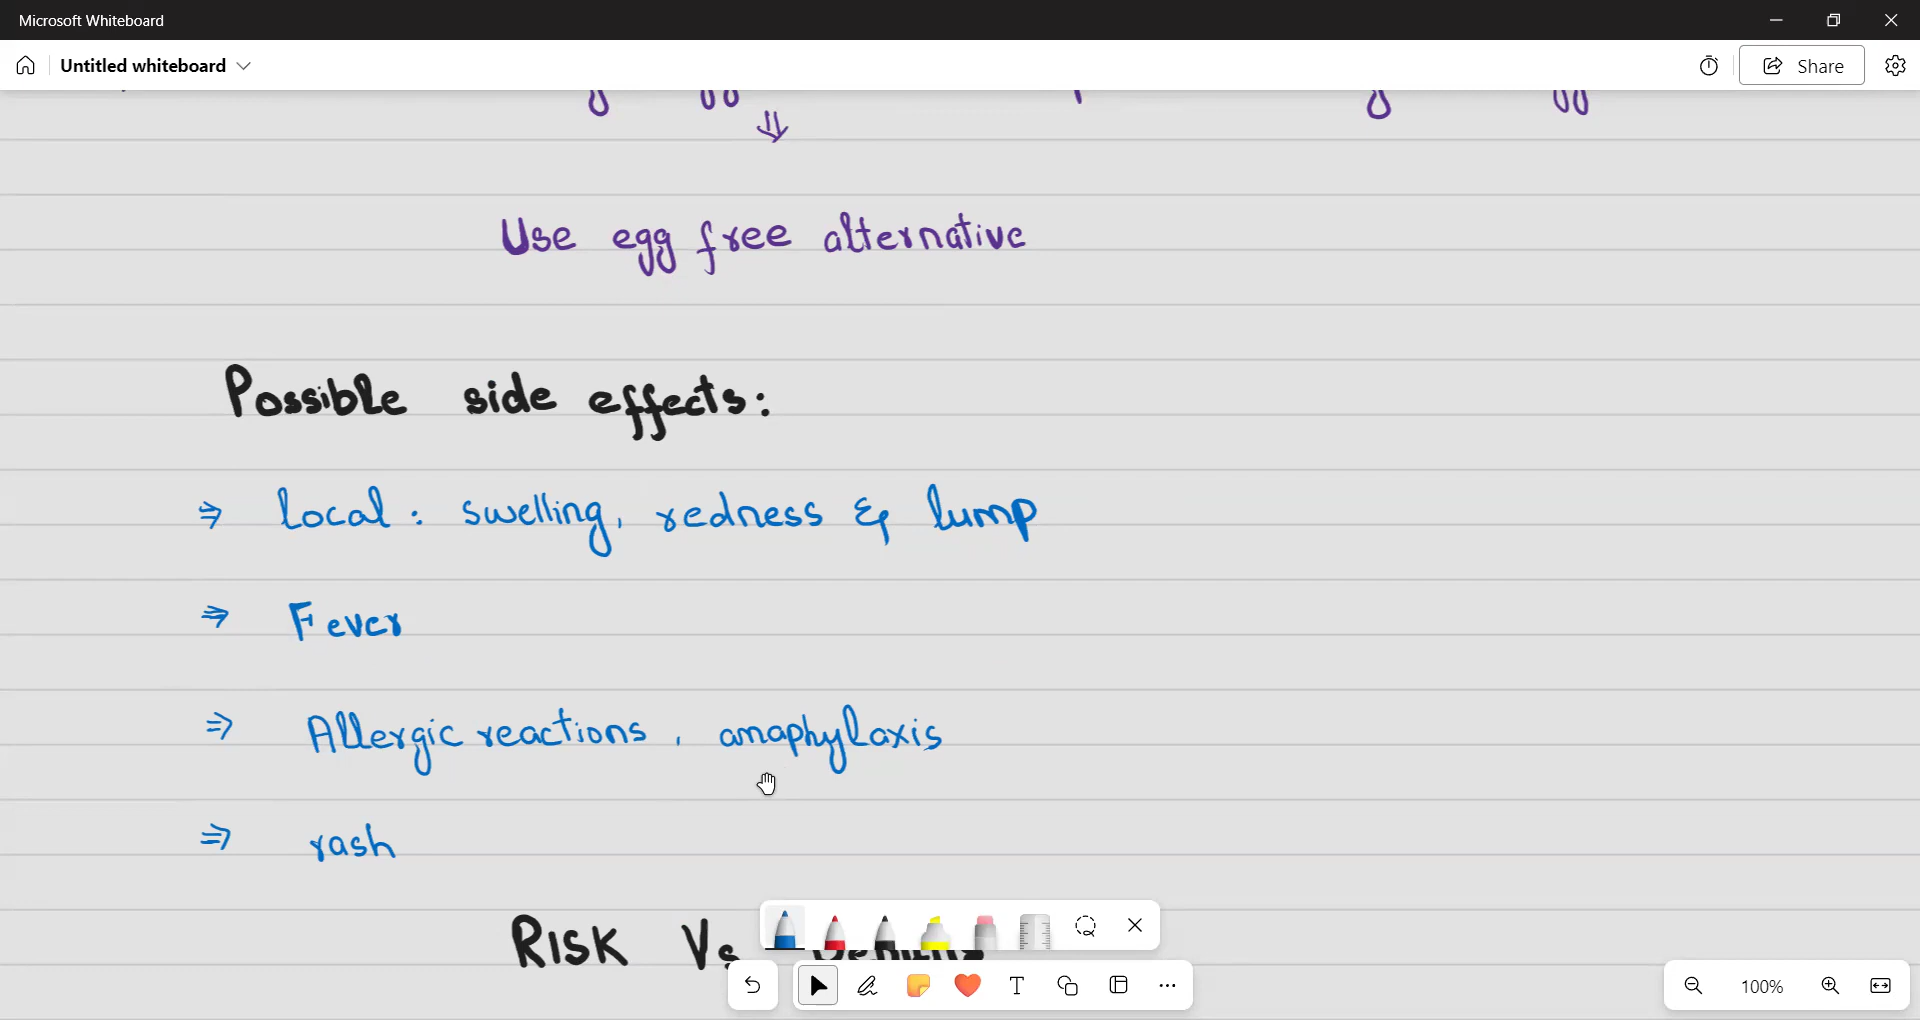 Microsoft Whiteboard
Untitled whiteboard
Share
Use egg free alternative
Possible side effects:
⇒ Local: swelling, redness & lump
⇒ Fever
⇒ Allergic reactions, anaphylaxis
⇒ rash
RISK Vs
100%